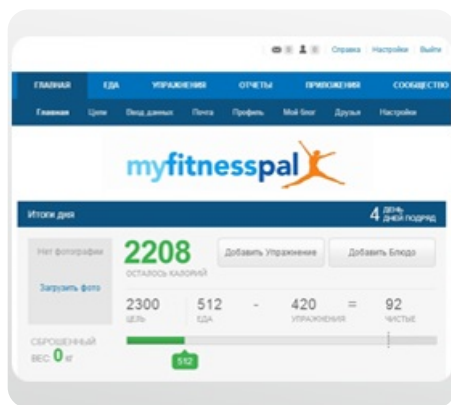 Справка Настройки Выйти
ГЛАВНАЯ ЕДА УПРАЖНЕНИЯ ОТЧЕТЫ ПРИЛОЖЕНИЯ СООБЩЕСТВО
Главная Цели Ввод данных Почта Профиль Мой блог Друзья Настройки
myfitnesspal
Итоги дня 4 ДЕНЬ ДНЕЙ ПОДРЯД
Нет фотографии
Загрузить фото
2208
ОСТАЛОСЬ КАЛОРИЙ
Добавить Упражнение Добавить Блюдо
2300 512 - 420 = 92
ЦЕЛЬ ЕДА УПРАЖНЕНИЯ ЧИСТЫЕ
СБРОШЕННЫЙ
ВЕС: 0 кг
512